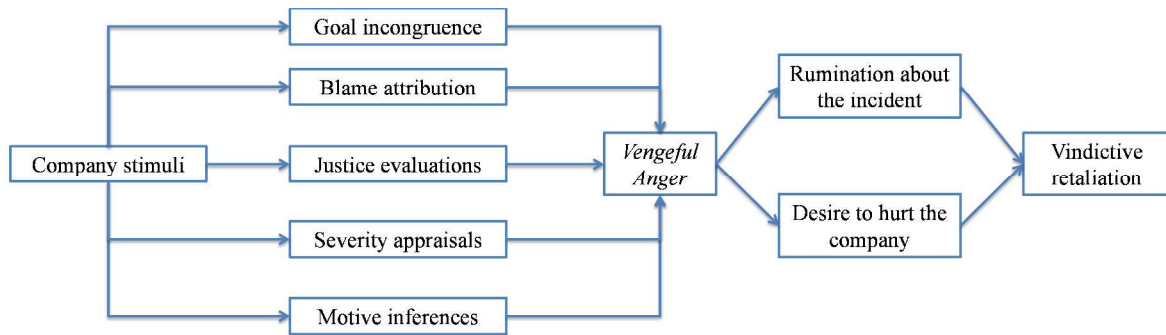 Goal incongruence
Blame attribution
Company stimuli
Justice evaluations
Severity appraisals
Motive inferences
Vengeful
Anger
Rumination about
the incident
Desire to hurt the
company
Vindictive
retaliation